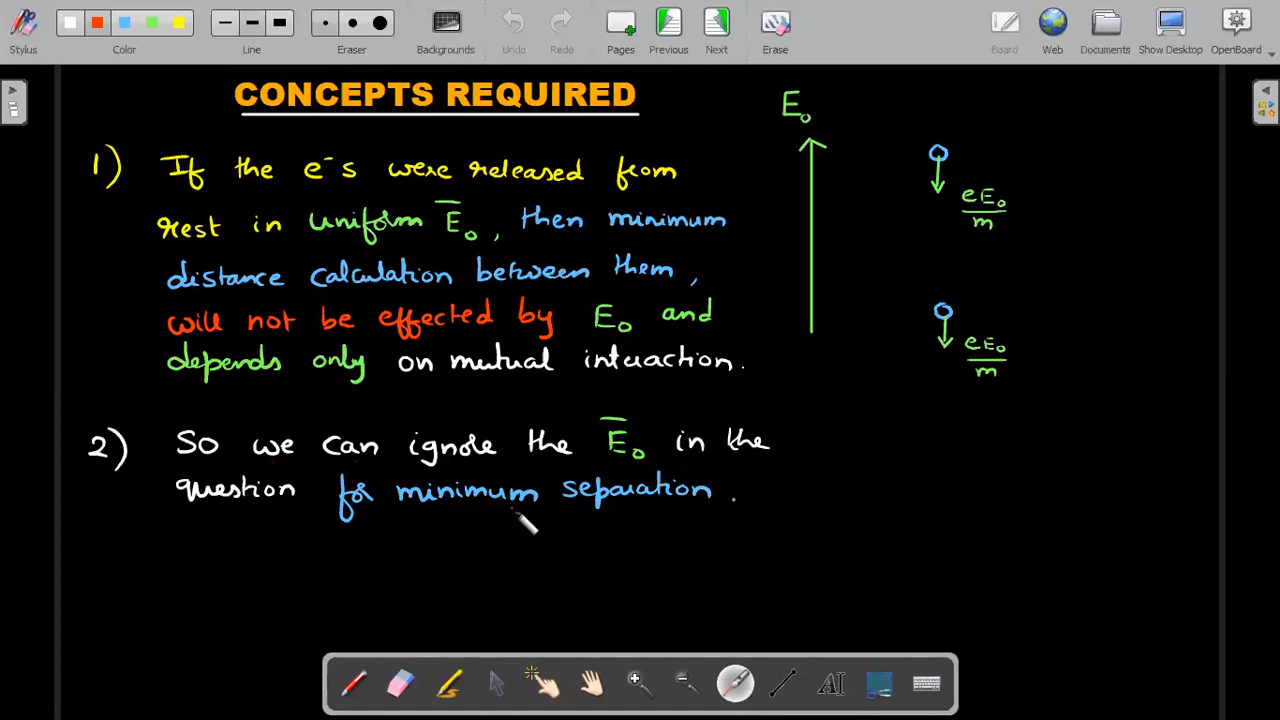 Stylus
Color
Line
Eraser
Backgrounds
Undo
Redo
Pages
Previous
Next
Erase
Board
Web
Documents
Show Desktop
OpenBoard
CONCEPTS REQUIRED
1) If the e⁻s were released from
rest in uniform E̅₀, then minimum
distance calculation between them,
will not be effected by E₀ and
depends only on mutual interaction.
2) So we can ignore the E̅₀ in the
question for minimum separation.
E₀
eE₀
m
eE₀
m
AI